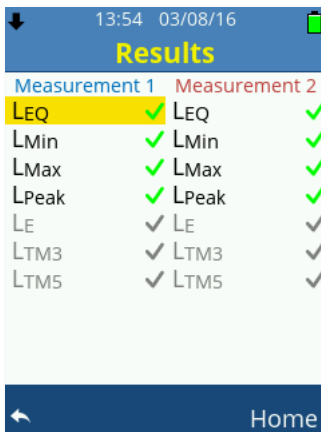 13:54 03/08/16
Results
Measurement 1 Measurement 2
LEQ LEQ
LMin LMin
LMax LMax
LPeak LPeak
LE LE
LTM3 LTM3
LTM5 LTM5
Home